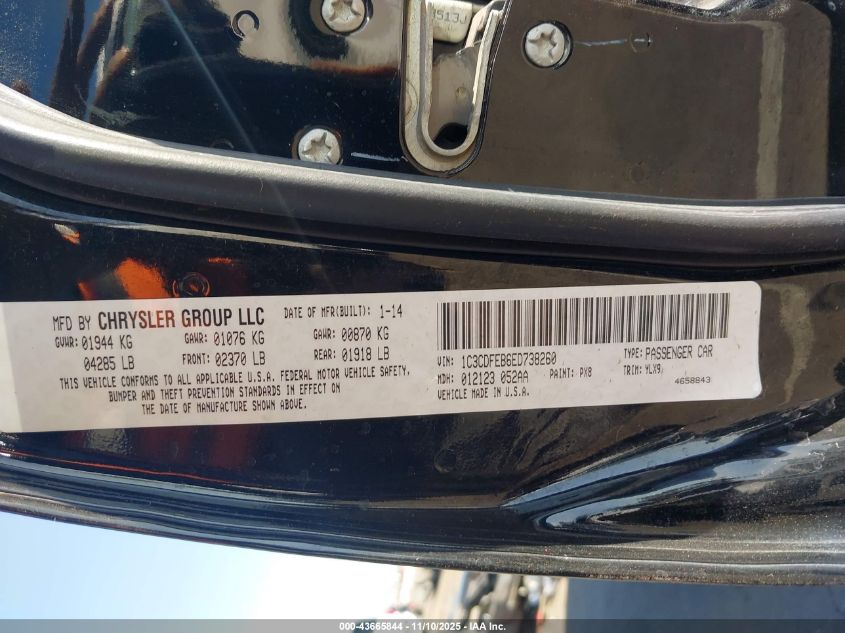 MS13J
MFD BY CHRYSLER GROUP LLC DATE OF MFR(BUILT): 1-14
GVWR: 01944 KG GAWR: 01076 KG GAWR: 00870 KG
04285 LB FRONT: 02370 LB REAR: 01918 LB
THIS VEHICLE CONFORMS TO ALL APPLICABLE U.S.A. FEDERAL MOTOR VEHICLE SAFETY,
BUMPER AND THEFT PREVENTION STANDARDS IN EFFECT ON
THE DATE OF MANUFACTURE SHOWN ABOVE.
VIN: 1C3CDFEB6ED738260 TYPE: PASSENGER CAR
MDH: 012123 052AA PAINT: PX8 TRIM: YLX9
VEHICLE MADE IN U.S.A. 4658843
000-43665844 - 11/10/2025 - IAA Inc.